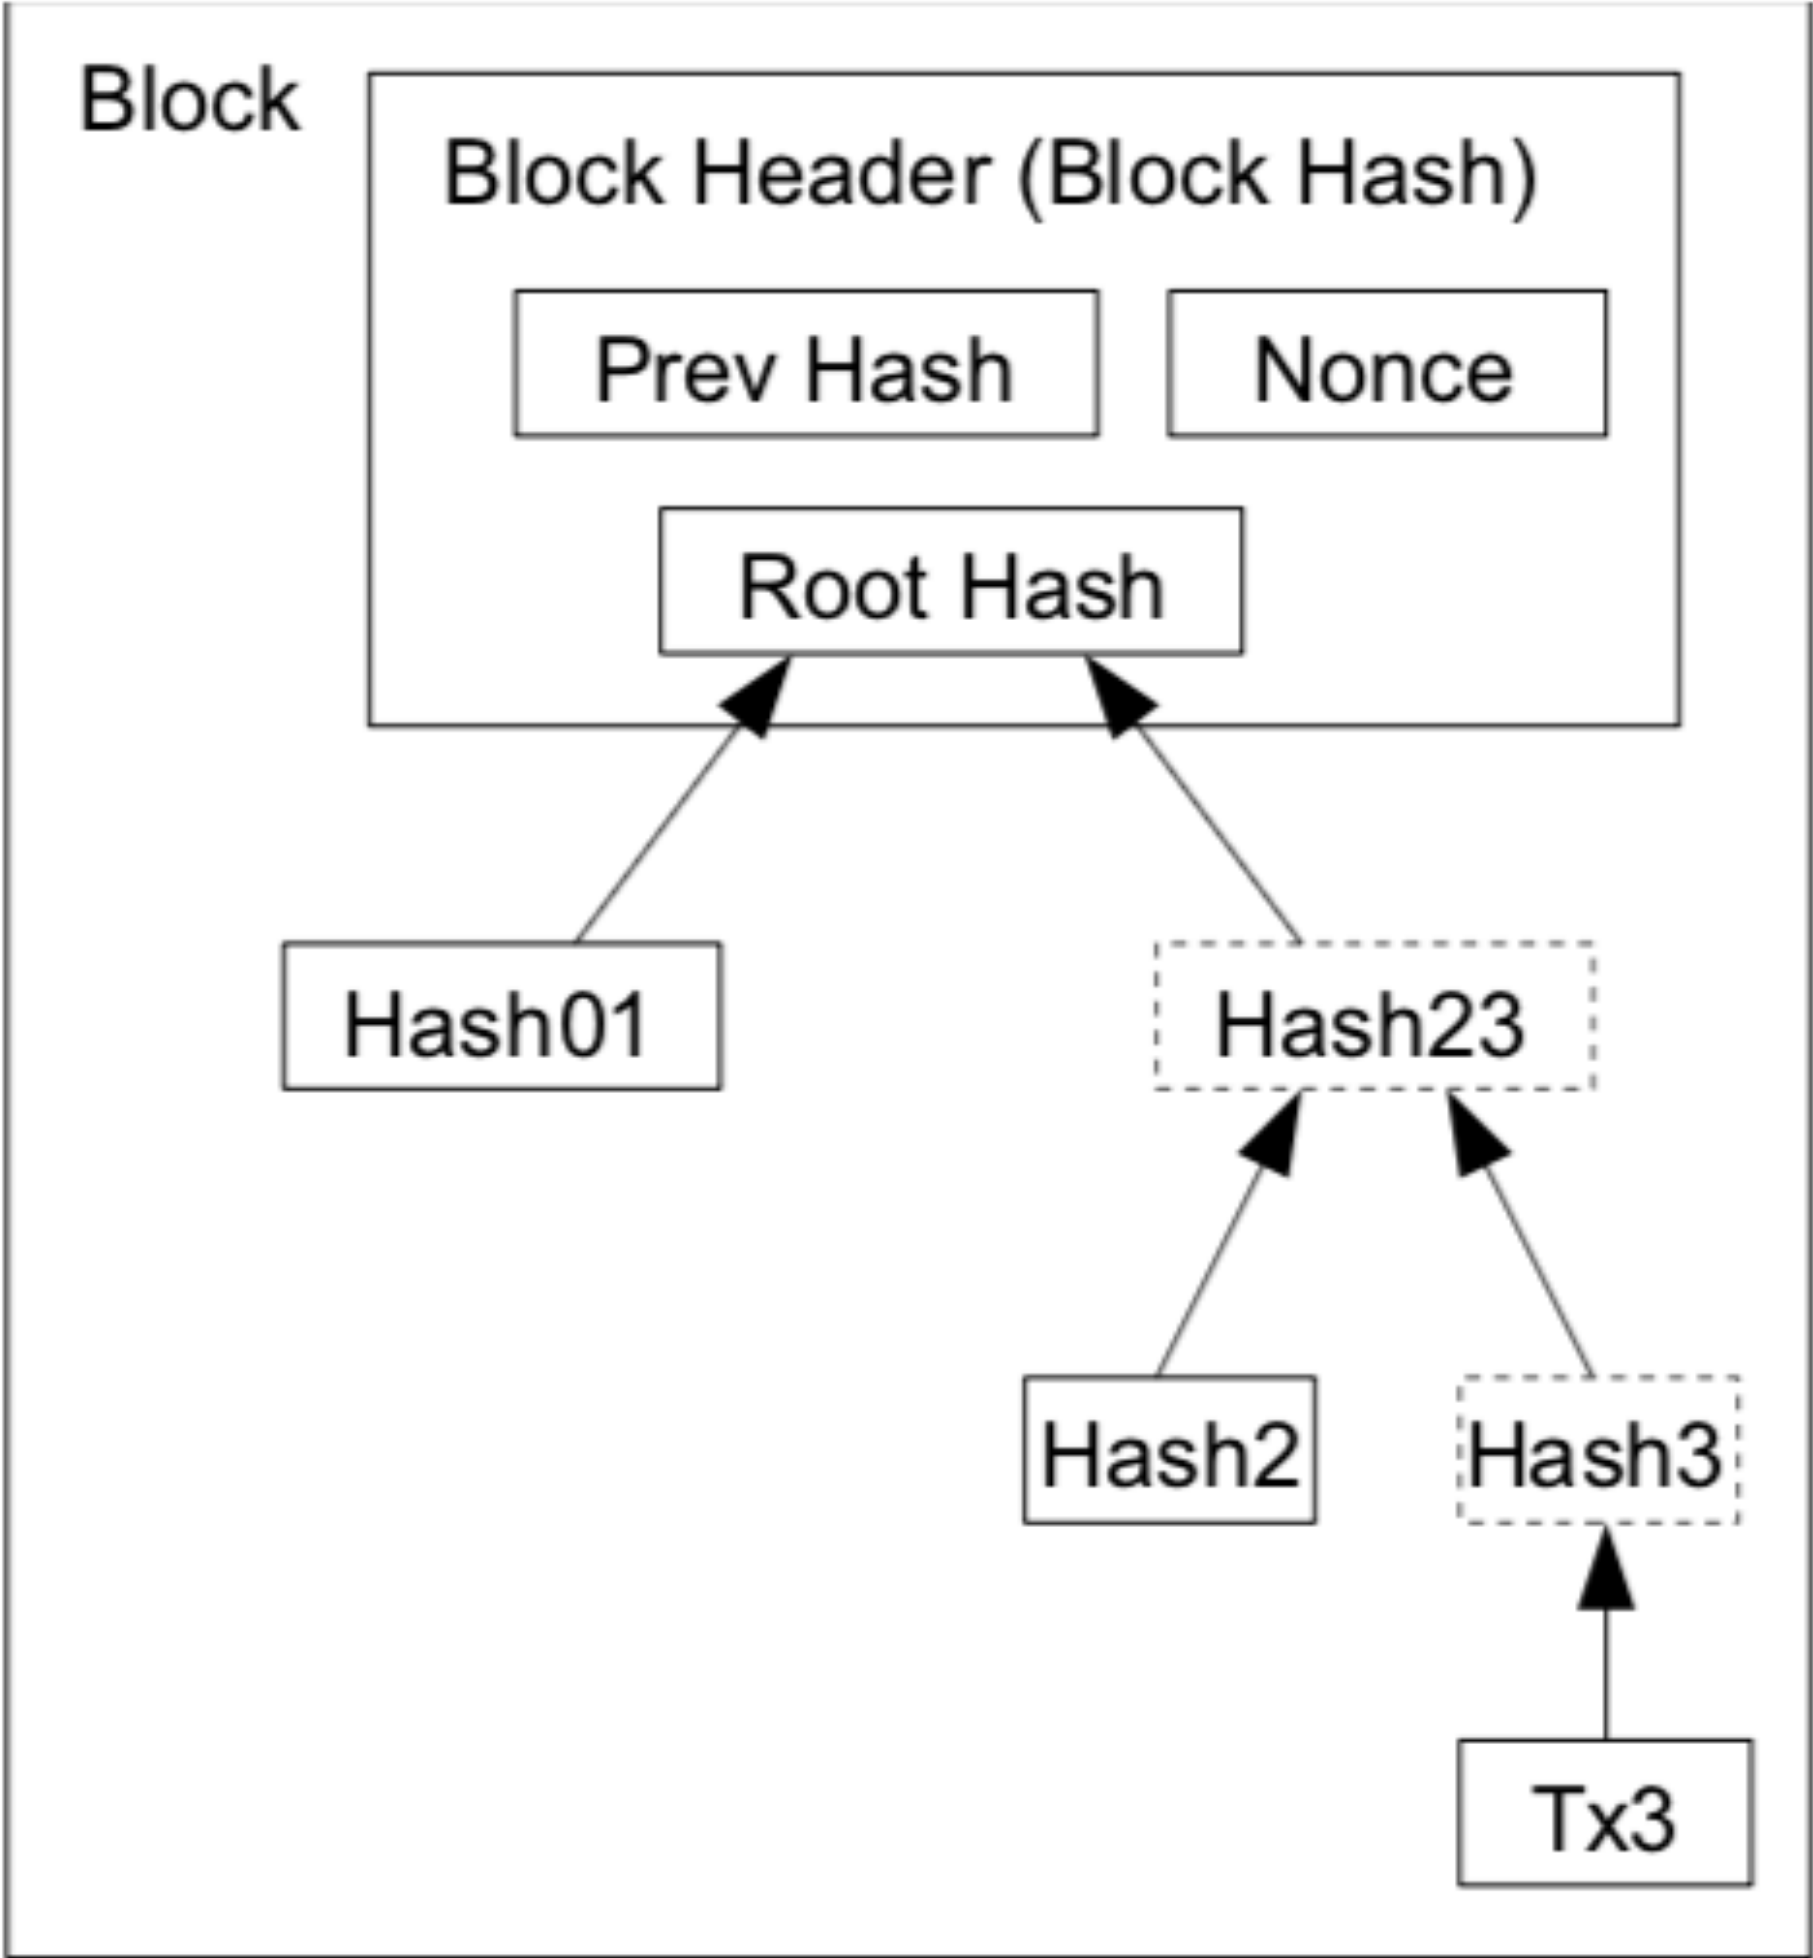 Block
Block Header (Block Hash)
Prev Hash
Nonce
Root Hash
Hash01
Hash23
Hash2
Hash3
Tx3